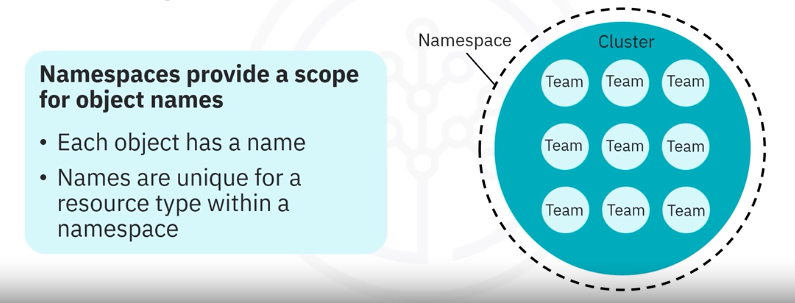 Namespaces provide a scope
for object names
• Each object has a name
• Names are unique for a
resource type within a
namespace
Namespace
Cluster
Team Team Team
Team Team Team
Team Team Team